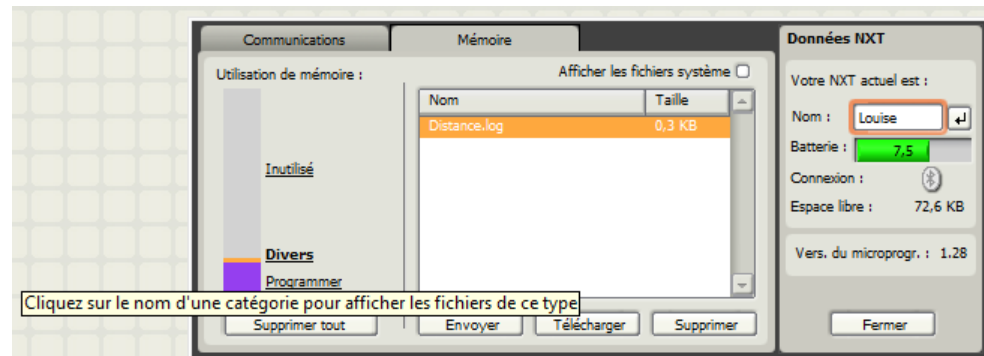 Communications
Mémoire
Données NXT
Utilisation de mémoire :
Afficher les fichiers système
Nom
Taille
Distance.log
0,3 KB
Inutilisé
Divers
Programmer
Cliquez sur le nom d'une catégorie pour afficher les fichiers de ce type
Supprimer tout
Envoyer
Télécharger
Supprimer
Votre NXT actuel est :
Nom :
Louise
Batterie :
7,5
Connexion :
Espace libre :
72,6 KB
Vers. du microprogr. : 1.28
Fermer